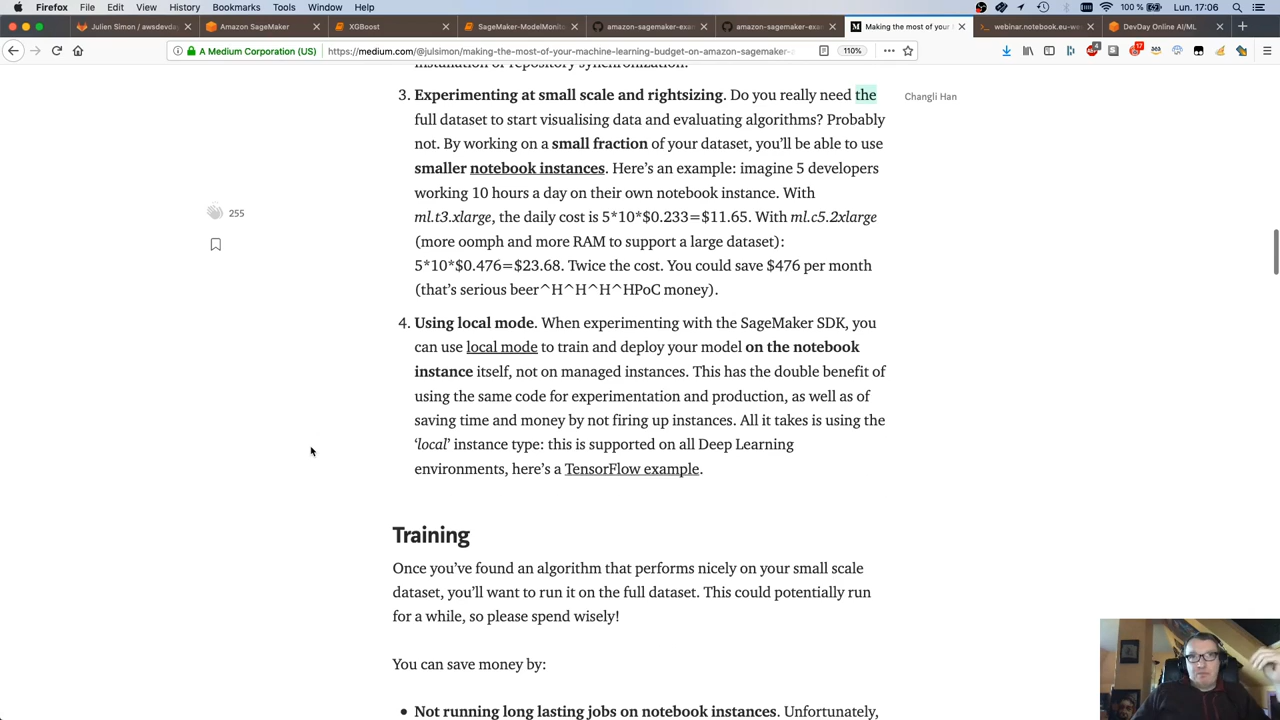 Firefox File Edit View History Bookmarks Tools Window Help
100 % Lun. 17:06
Julien Simon / awsdevda
Amazon SageMaker
XGBoost
SageMaker-ModelMonito
amazon-sagemaker-exa
amazon-sagemaker-exa
Making the most of your
webinar.notebook.eu-we
DevDay Online AI/ML
A Medium Corporation (US)
https://medium.com/@julsimon/making-the-most-of-your-machine-learning-budget-on-amazon-sagemaker-
110%
installation or repository synchronization.
3. Experimenting at small scale and rightsizing. Do you really need the
Changli Han
full dataset to start visualising data and evaluating algorithms? Probably
not. By working on a small fraction of your dataset, you'll be able to use
smaller notebook instances. Here's an example: imagine 5 developers
working 10 hours a day on their own notebook instance. With
ml.t3.xlarge, the daily cost is 5*10*$0.233=$11.65. With ml.c5.2xlarge
(more oomph and more RAM to support a large dataset):
5*10*$0.476=$23.68. Twice the cost. You could save $476 per month
(that's serious beer^H^H^H^HPoC money).
255
4. Using local mode. When experimenting with the SageMaker SDK, you
can use local mode to train and deploy your model on the notebook
instance itself, not on managed instances. This has the double benefit of
using the same code for experimentation and production, as well as of
saving time and money by not firing up instances. All it takes is using the
'local' instance type: this is supported on all Deep Learning
environments, here's a TensorFlow example.
Training
Once you've found an algorithm that performs nicely on your small scale
dataset, you'll want to run it on the full dataset. This could potentially run
for a while, so please spend wisely!
You can save money by:
• Not running long lasting jobs on notebook instances. Unfortunately,